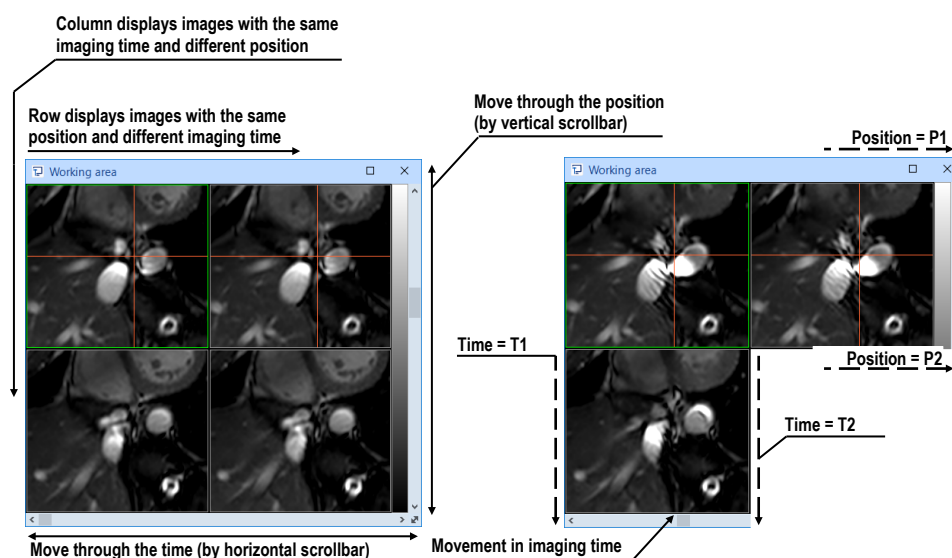 Column displays images with the same
imaging time and different position
Row displays images with the same
position and different imaging time
Move through the position
(by vertical scrollbar)
Position = P1
Working area
Working area
Time = T1
Position = P2
Time = T2
Move through the time (by horizontal scrollbar)
Movement in imaging time